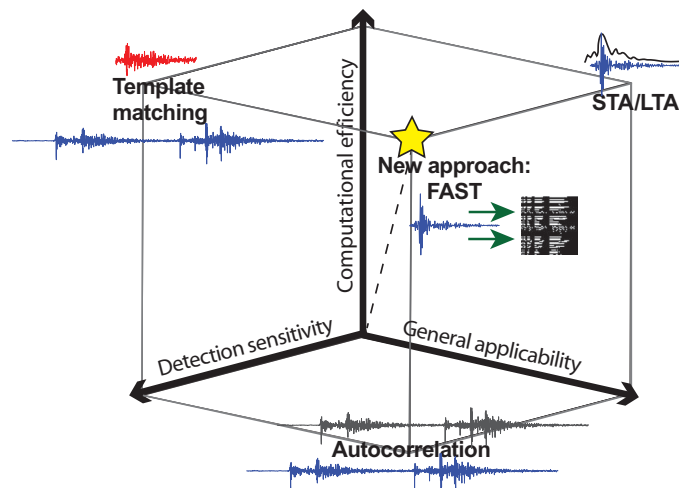 Template
matching
STA/LTA
Computational efficiency
New approach:
FAST
Detection sensitivity
General applicability
Autocorrelation